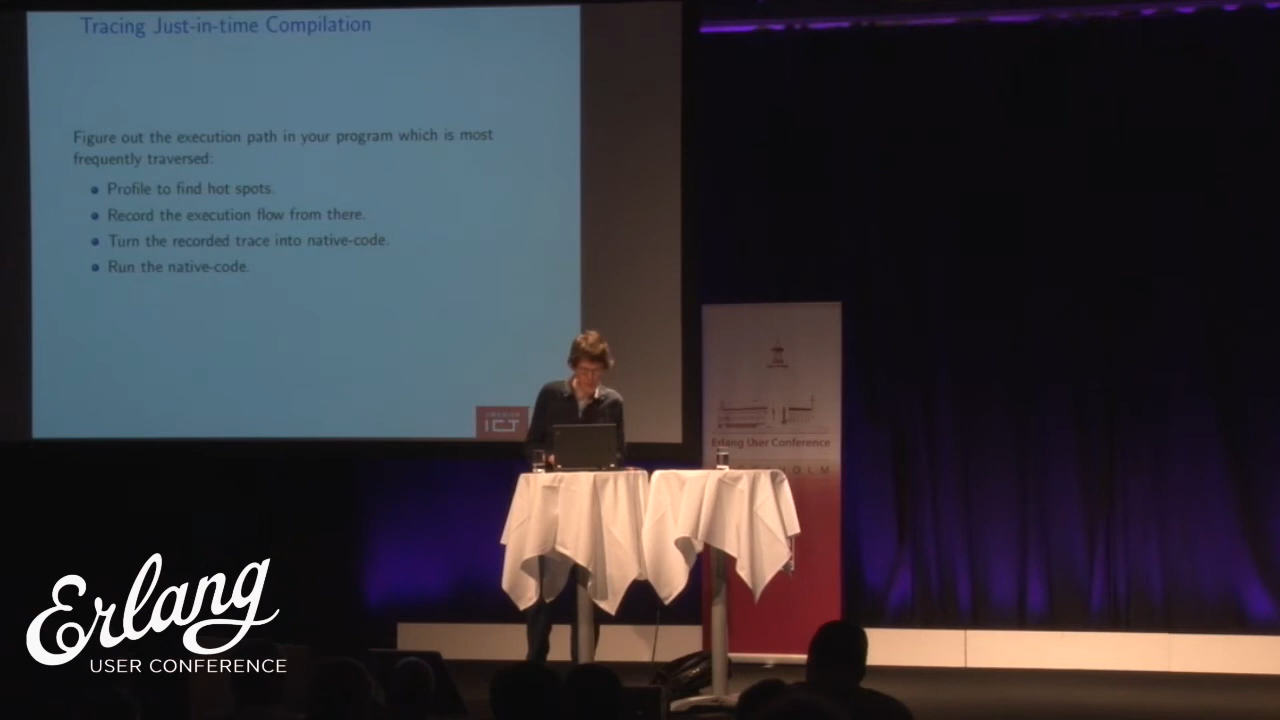 Tracing Just-in-time Compilation
Figure out the execution path in your program which is most
frequently traversed:
Profile to find hot spots.
Record the execution flow from there.
Turn the recorded trace into native-code.
Run the native-code.
ICT
Erlang User Conference
Erlang
USER CONFERENCE